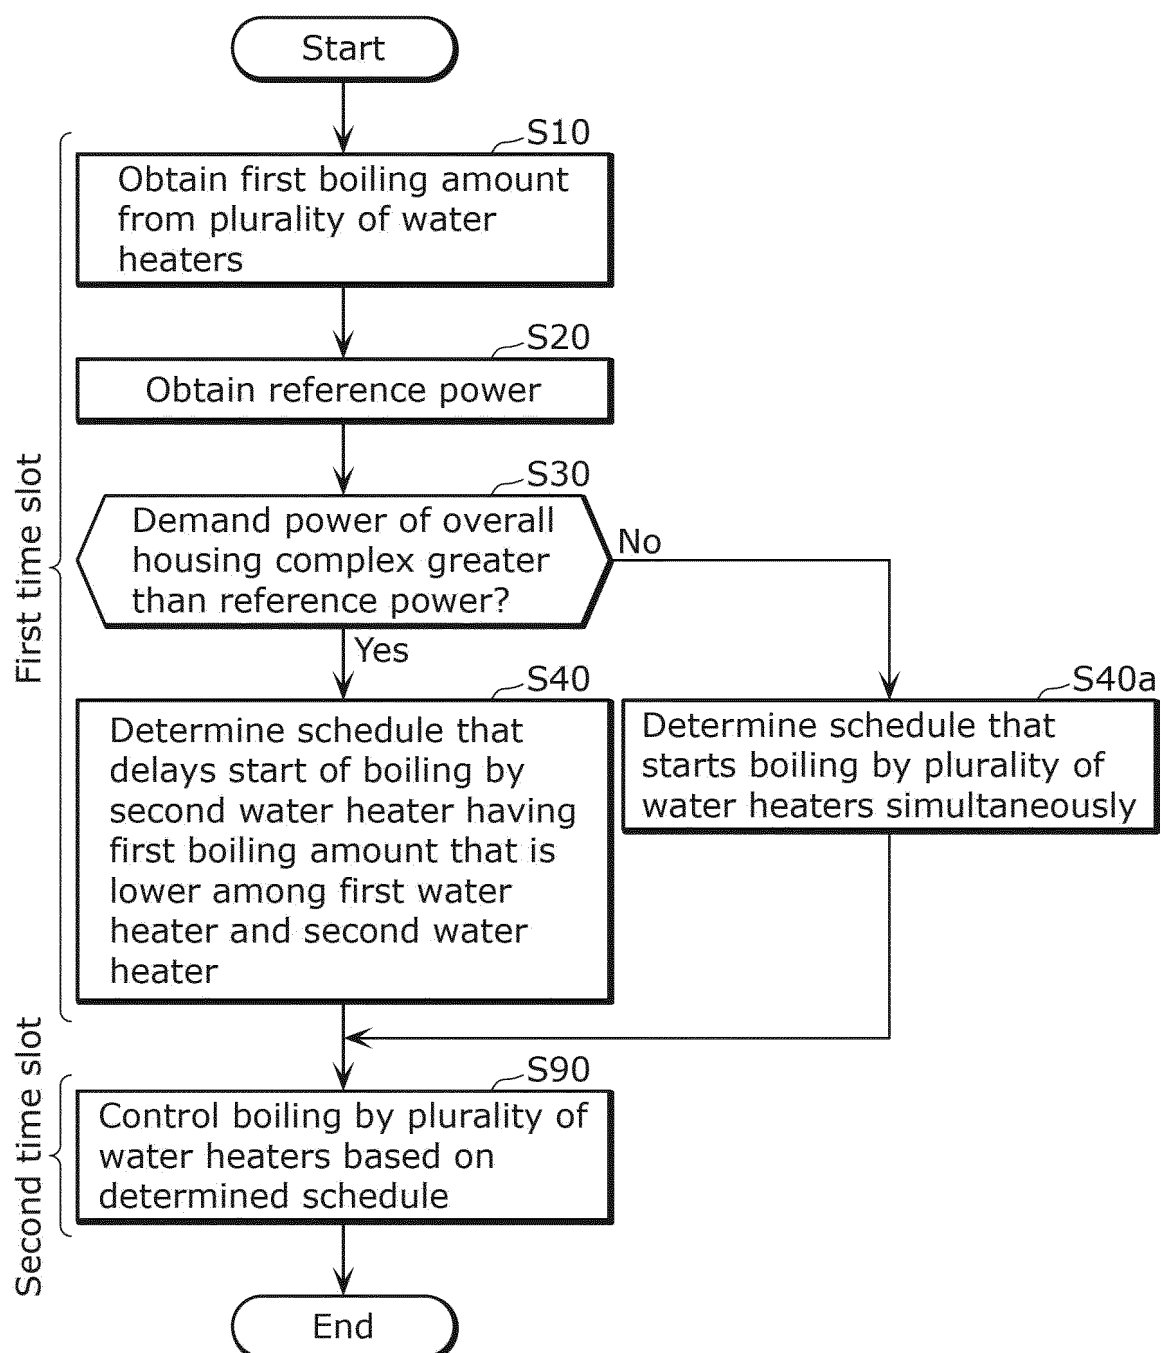 Start
S10
Obtain first boiling amount
from plurality of water
heaters
S20
Obtain reference power
S30
Demand power of overall
housing complex greater
than reference power?
No
Yes
First time slot
S40
Determine schedule that
delays start of boiling by
second water heater having
first boiling amount that is
lower among first water
heater and second water
heater
S40a
Determine schedule that
starts boiling by plurality of
water heaters simultaneously
Second time slot
S90
Control boiling by plurality of
water heaters based on
determined schedule
End